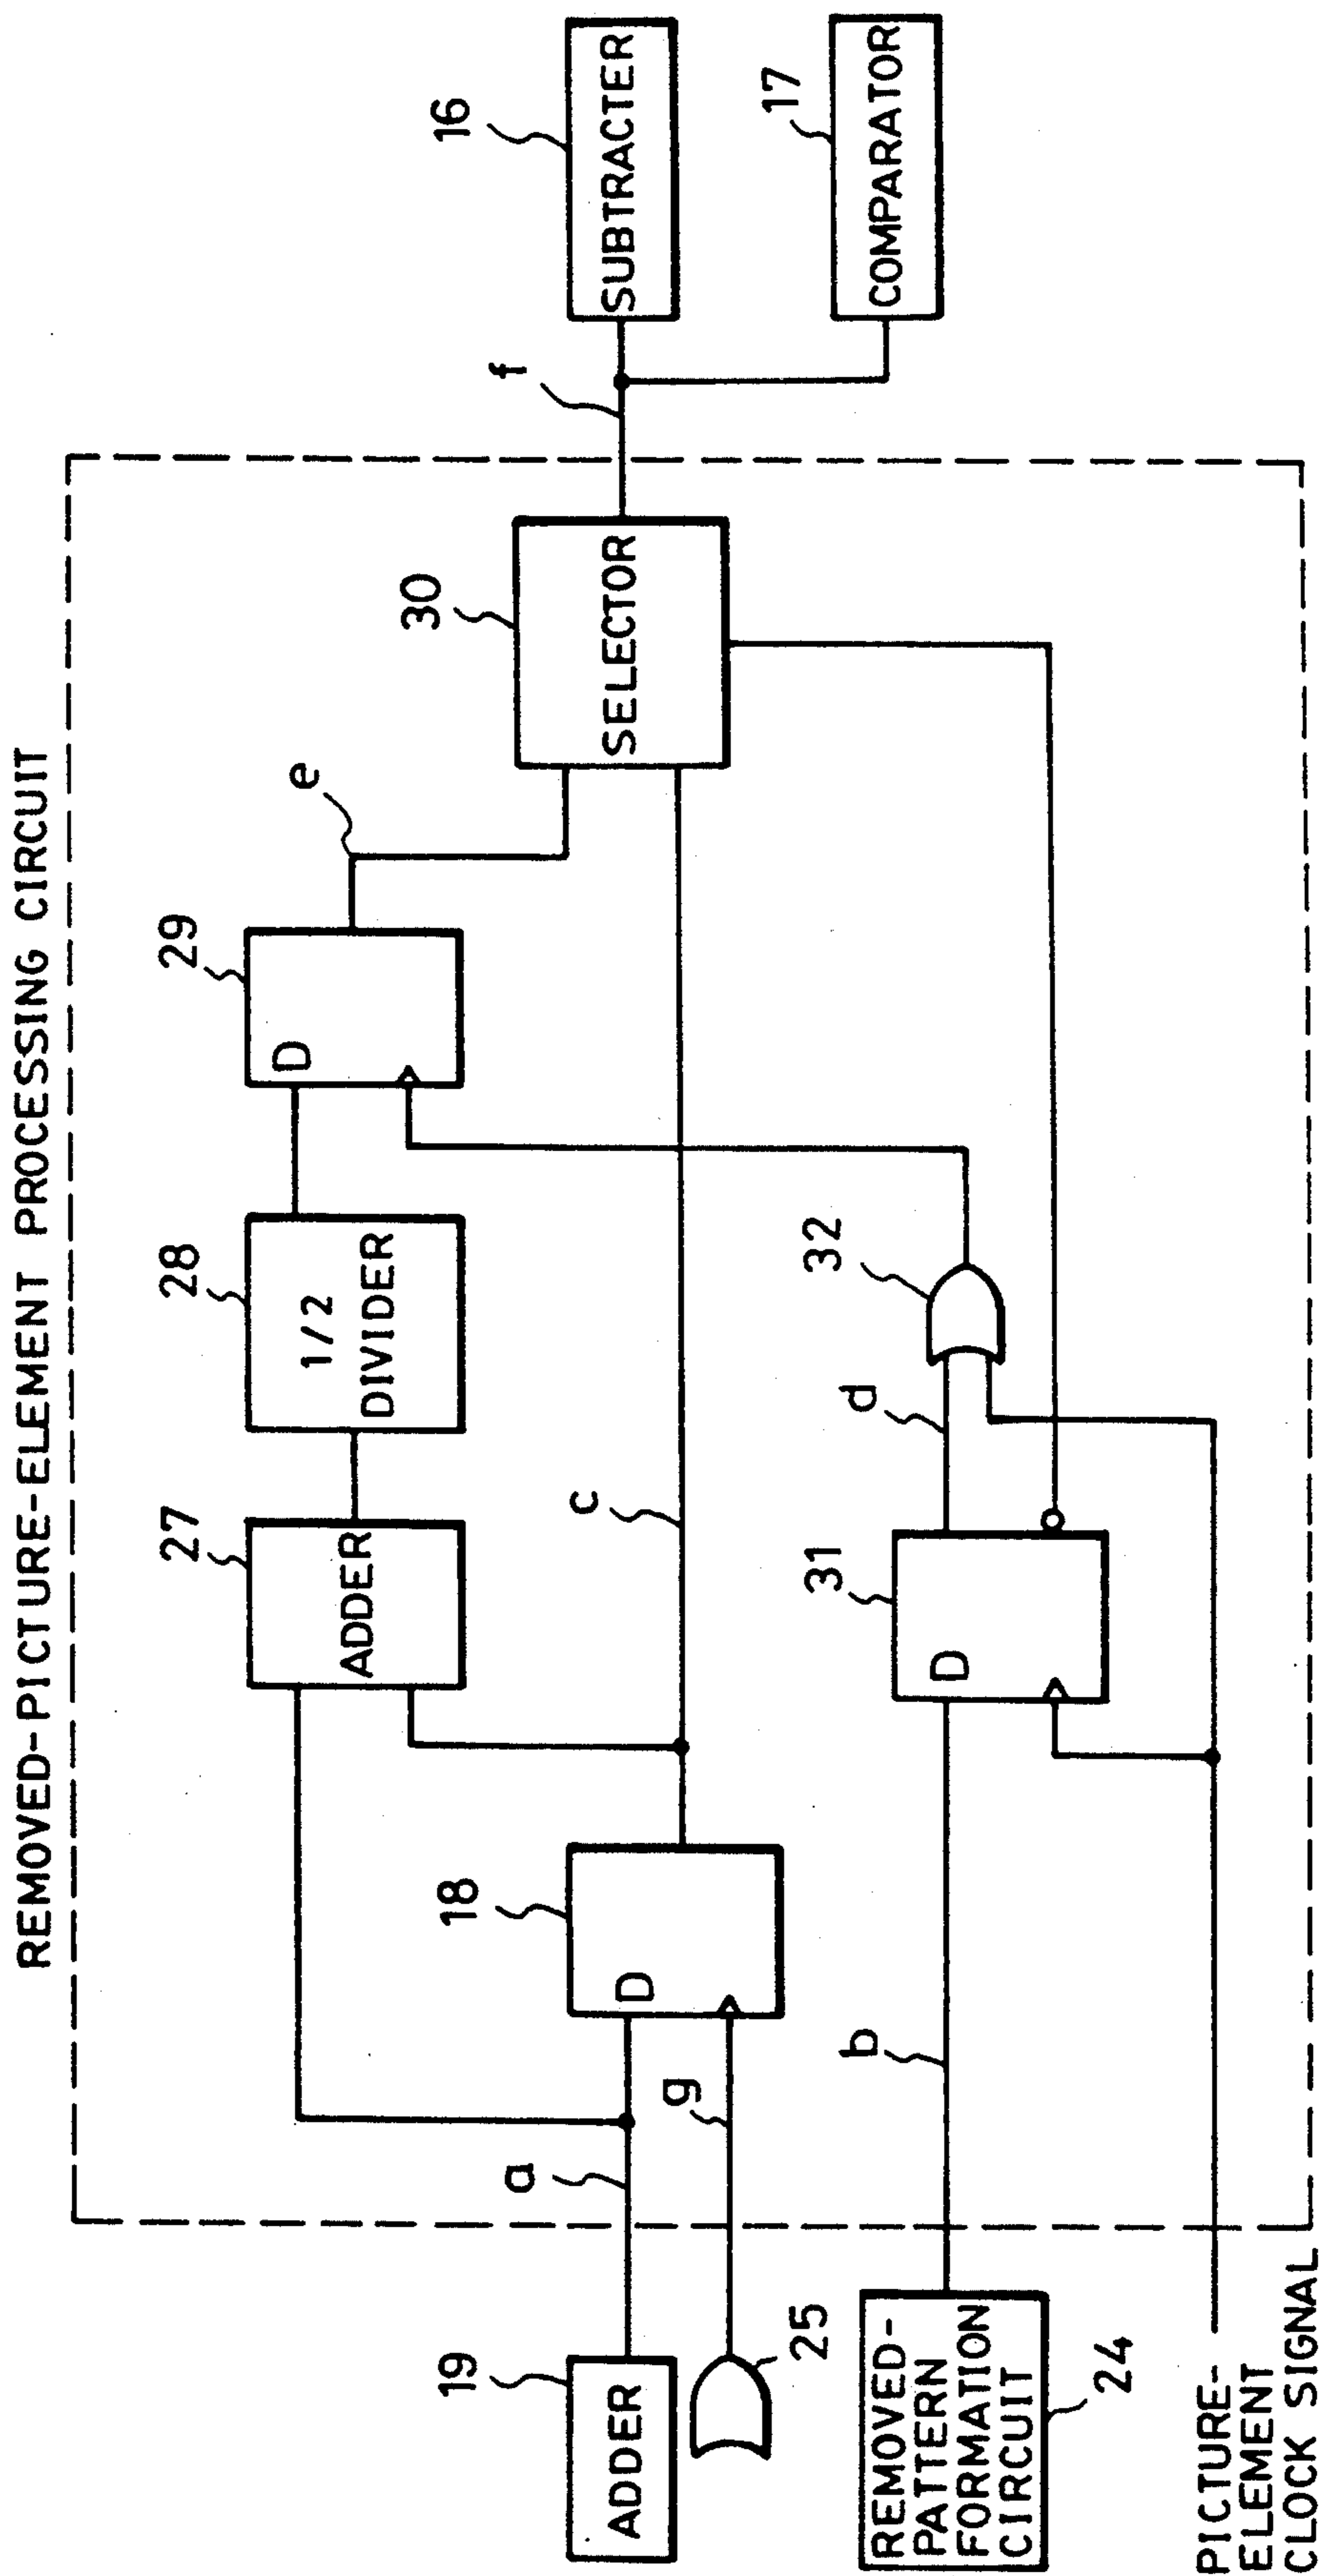 REMOVED-PICTURE-ELEMENT PROCESSING CIRCUIT
19
ADDER
25
a
g
18
D
27
ADDER
28
1/2
DIVIDER
29
D
e
c
30
SELECTOR
f
16
SUBTRACTER
17
COMPARATOR
REMOVED-
PATTERN
FORMATION
CIRCUIT
24
b
31
D
d
32
PICTURE-
ELEMENT
CLOCK SIGNAL